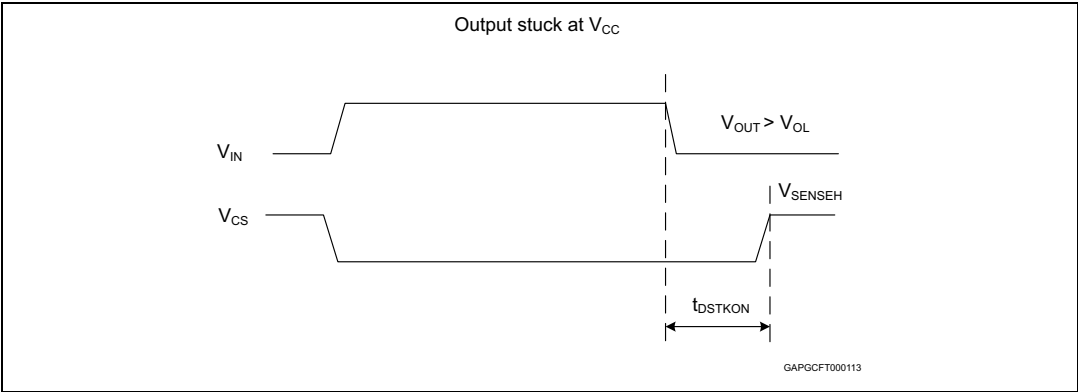 Output stuck at VCC
VOUT > VOL
VIN
VSENSEH
VCS
tDSTKON
GAPGCFT000113